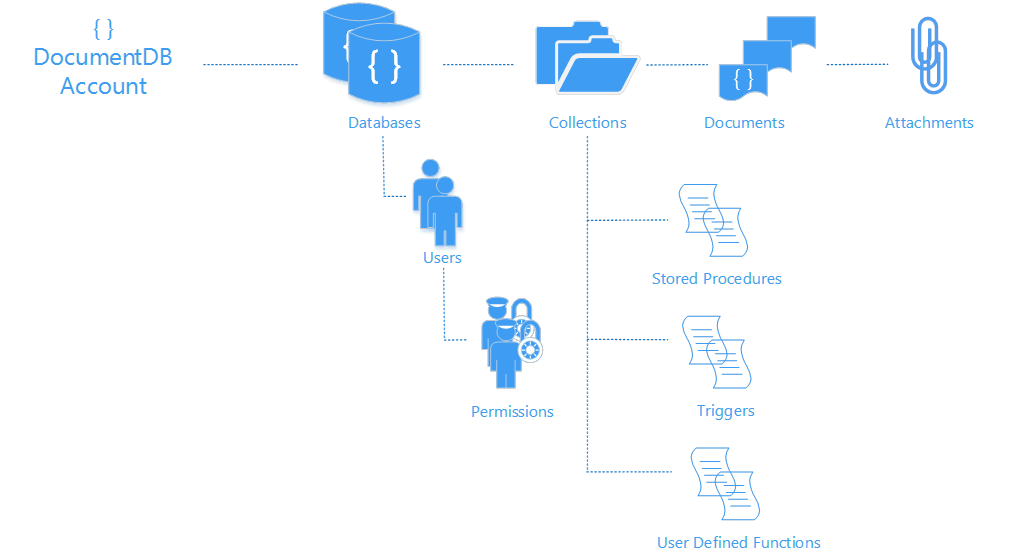 { }
DocumentDB
Account
{ }
{ }
Databases
Collections
{ }
Documents
Attachments
Users
Permissions
Stored Procedures
Triggers
User Defined Functions